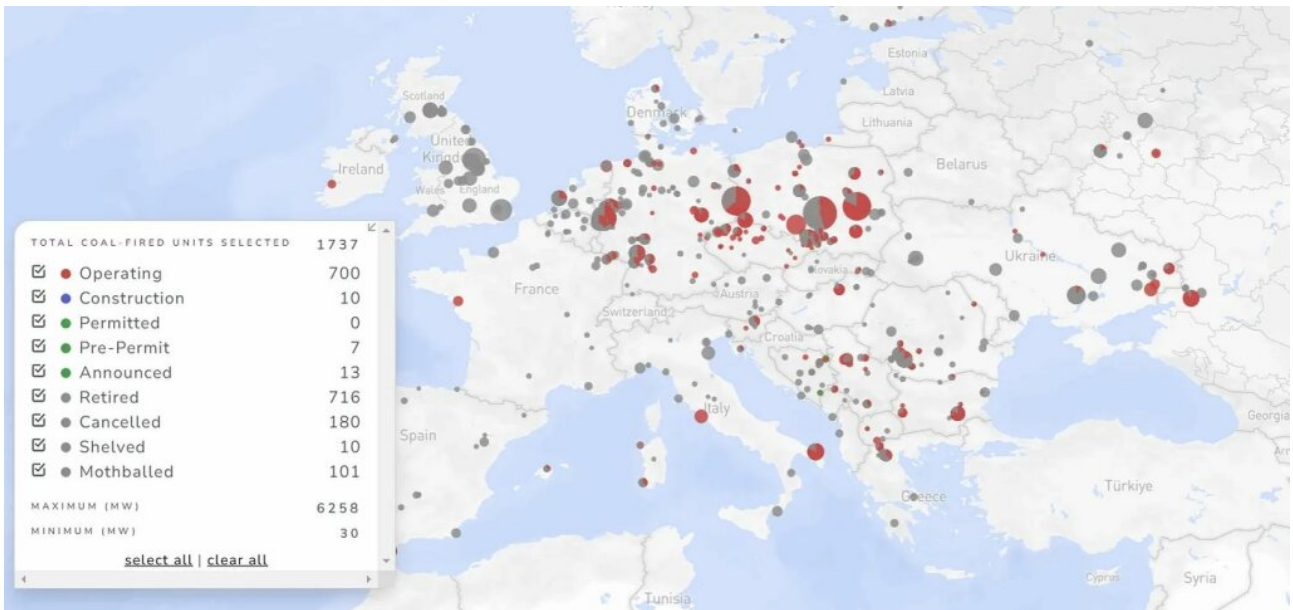 Norway
Estonia
Latvia
Lithuania
Scotland
Denmark
United
Kingd
Ireland
Wales
England
Belarus
TOTAL COAL-FIRED UNITS SELECTED 1737
Operating 700
Construction 10
Permitted 0
Pre-Permit 7
Announced 13
Retired 716
Cancelled 180
Shelved 10
Mothballed 101
MAXIMUM (MW) 6258
MINIMUM (MW) 30
select all | clear all
Ukraine
Slovakia
France
Austria
Switzerland
Croatia
Italy
Spain
Georgia
Greece
Türkiye
Cyprus
Syria
Tunisia